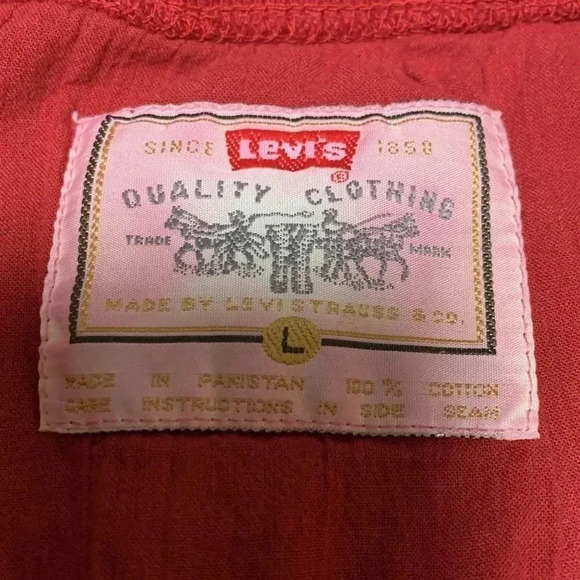 SINCE Levi's 1850
®
QUALITY CLOTHING
TRADE MARK
MADE BY LEVI STRAUSS & CO.
L
MADE IN PAKISTAN 100 % COTTON
CARE INSTRUCTIONS IN SIDE SEAM